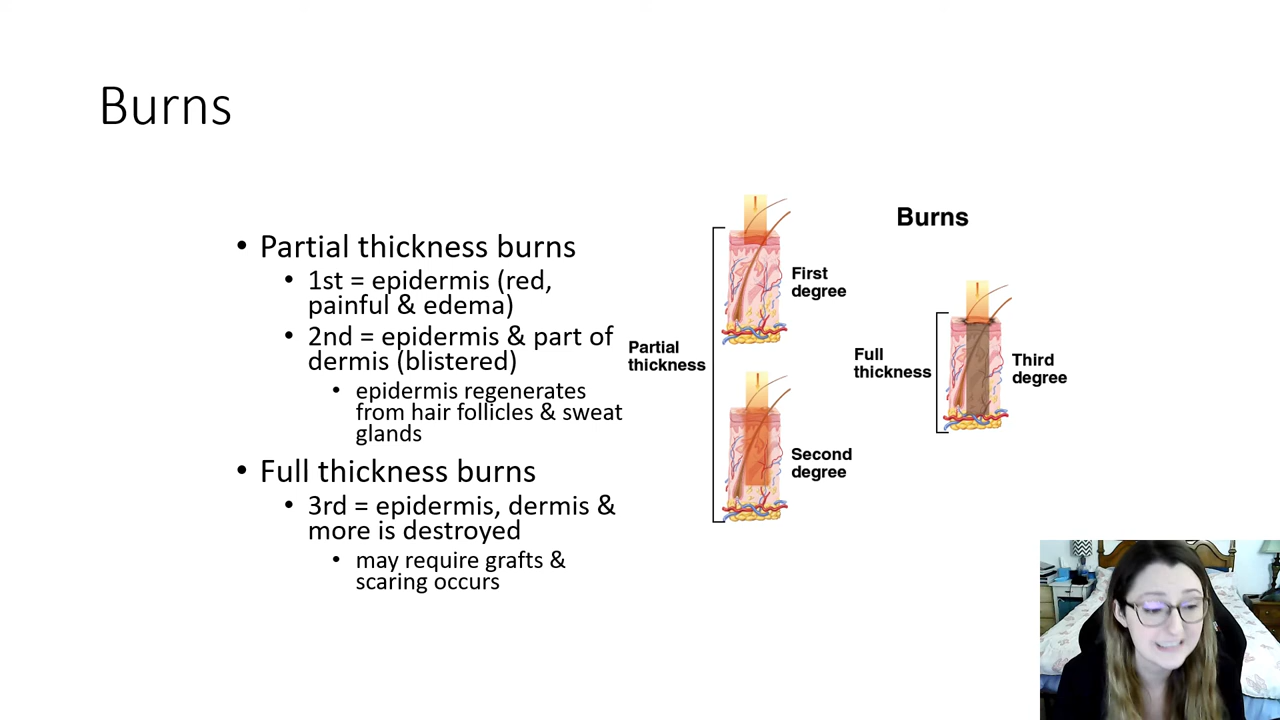 Burns
• Partial thickness burns
• 1st = epidermis (red,
painful & edema)
• 2nd = epidermis & part of
dermis (blistered)
• epidermis regenerates
from hair follicles & sweat
glands
• Full thickness burns
• 3rd = epidermis, dermis &
more is destroyed
• may require grafts &
scaring occurs
Burns
First
degree
Partial
thickness
Second
degree
Full
thickness
Third
degree